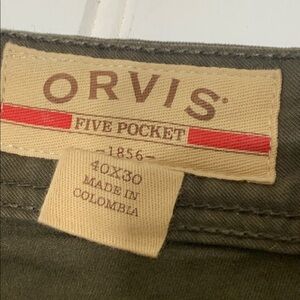 ORVIS
FIVE POCKET
-1856-
40X30
MADE IN
COLOMBIA